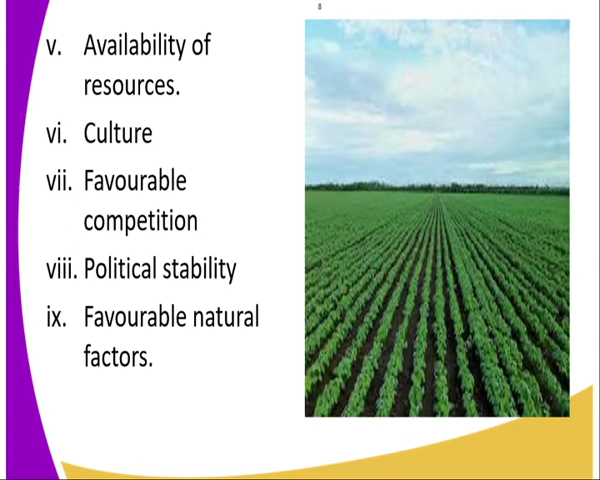 8
v. Availability of
resources.
vi. Culture
vii. Favourable
competition
viii. Political stability
ix. Favourable natural
factors.